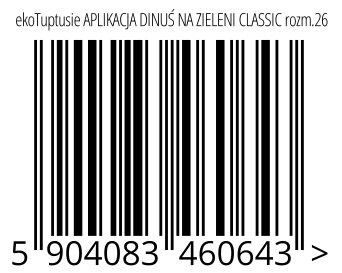 ekoTuptusie APLIKACJA DINUŚ NA ZIELENI CLASSIC rozm.26
5 904083 460643 >